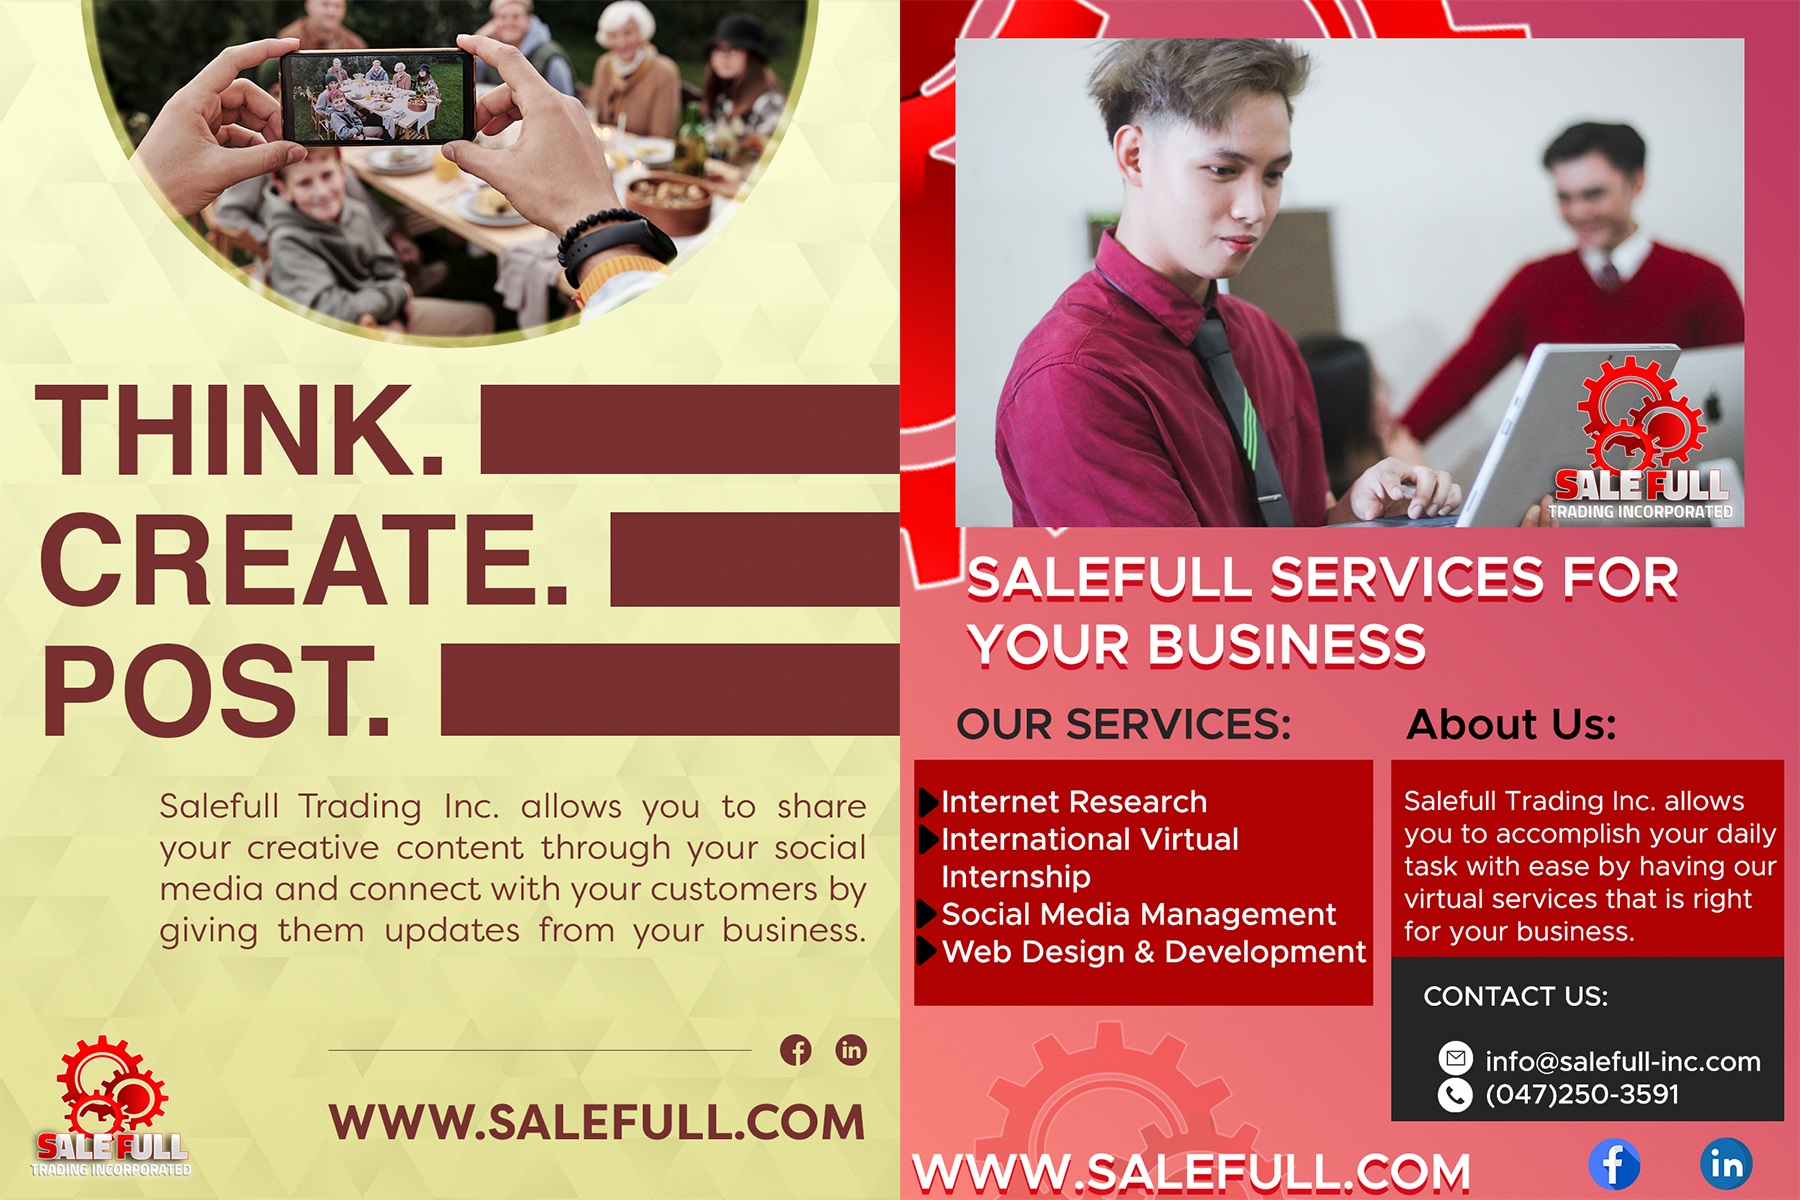 THINK.
CREATE.
POST.
Salefull Trading Inc. allows you to share
your creative content through your social
media and connect with your customers by
giving them updates from your business.
WWW.SALEFULL.COM
SALE FULL
TRADING INCORPORATED
SALE FULL
TRADING INCORPORATED
SALEFULL SERVICES FOR
YOUR BUSINESS
OUR SERVICES:
Internet Research
International Virtual
Internship
Social Media Management
Web Design & Development
About Us:
Salefull Trading Inc. allows
you to accomplish your daily
task with ease by having our
virtual services that is right
for your business.
CONTACT US:
info@salefull-inc.com
(047)250-3591
WWW.SALEFULL.COM